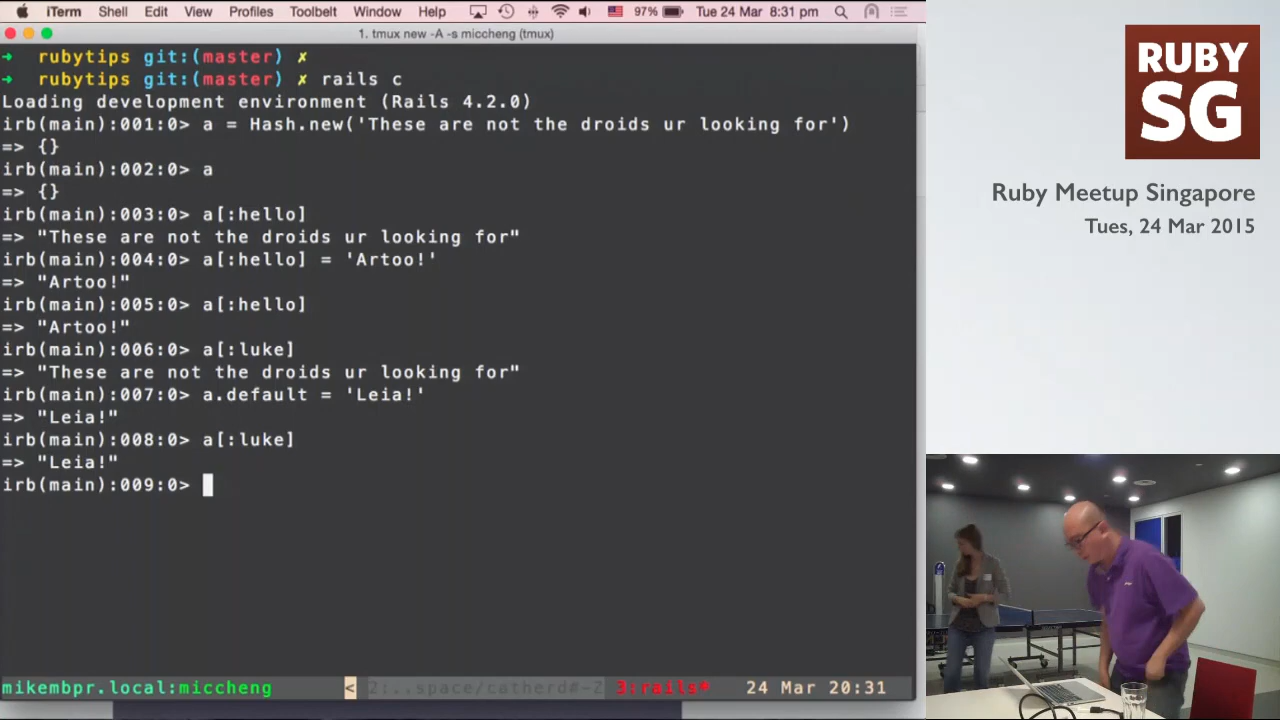 iTerm Shell Edit View Profiles Toolbelt Window Help 97% Tue 24 Mar 8:31 pm
1. tmux new -A -s miccheng (tmux)
➜ rubytips git:(master) ✗
➜ rubytips git:(master) ✗ rails c
Loading development environment (Rails 4.2.0)
irb(main):001:0> a = Hash.new('These are not the droids ur looking for')
=> {}
irb(main):002:0> a
=> {}
irb(main):003:0> a[:hello]
=> "These are not the droids ur looking for"
irb(main):004:0> a[:hello] = 'Artoo!'
=> "Artoo!"
irb(main):005:0> a[:hello]
=> "Artoo!"
irb(main):006:0> a[:luke]
=> "These are not the droids ur looking for"
irb(main):007:0> a.default = 'Leia!'
=> "Leia!"
irb(main):008:0> a[:luke]
=> "Leia!"
irb(main):009:0>
mikembpr.local:miccheng < 2:..space/catherd#-Z 3:rails* 24 Mar 20:31
RUBY
SG
Ruby Meetup Singapore
Tues, 24 Mar 2015